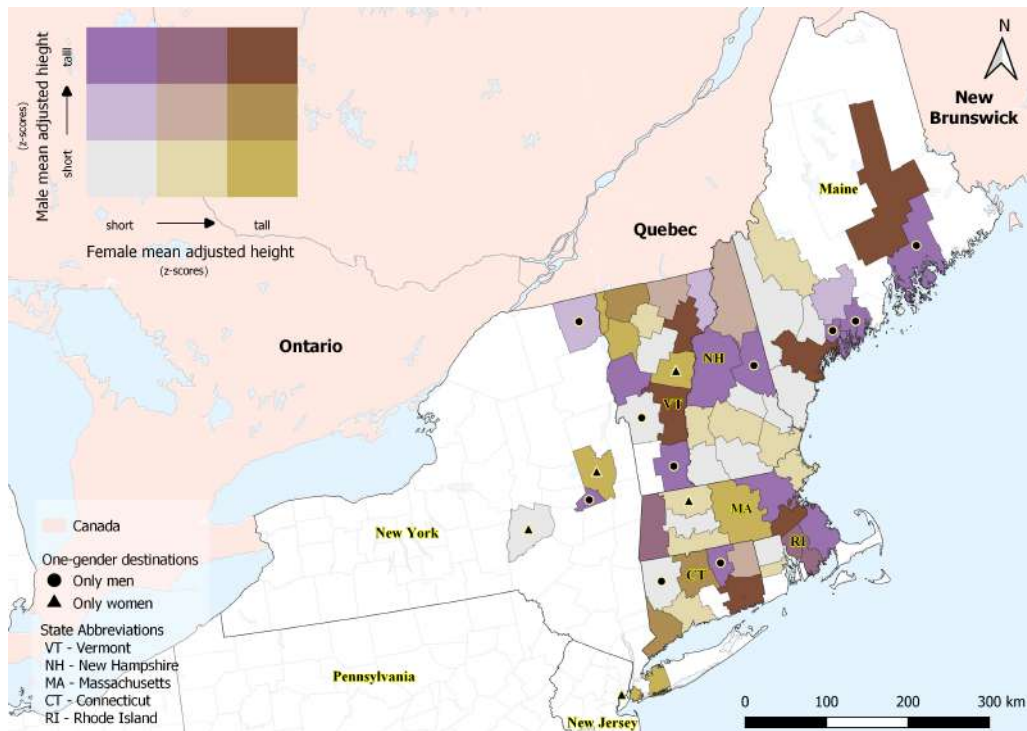 Male mean adjusted hieght
(z-scores)
short
talll
short
tall
Female mean adjusted height
(z-scores)
N
New
Brunswick
Maine
Quebec
Ontario
NH
VT
MA
RI
CT
New York
Pennsylvania
New Jersey
Canada
One-gender destinations
Only men
Only women
State Abbreviations
VT - Vermont
NH - New Hampshire
MA - Massachusetts
CT - Connecticut
RI - Rhode Island
0 100 200 300 km